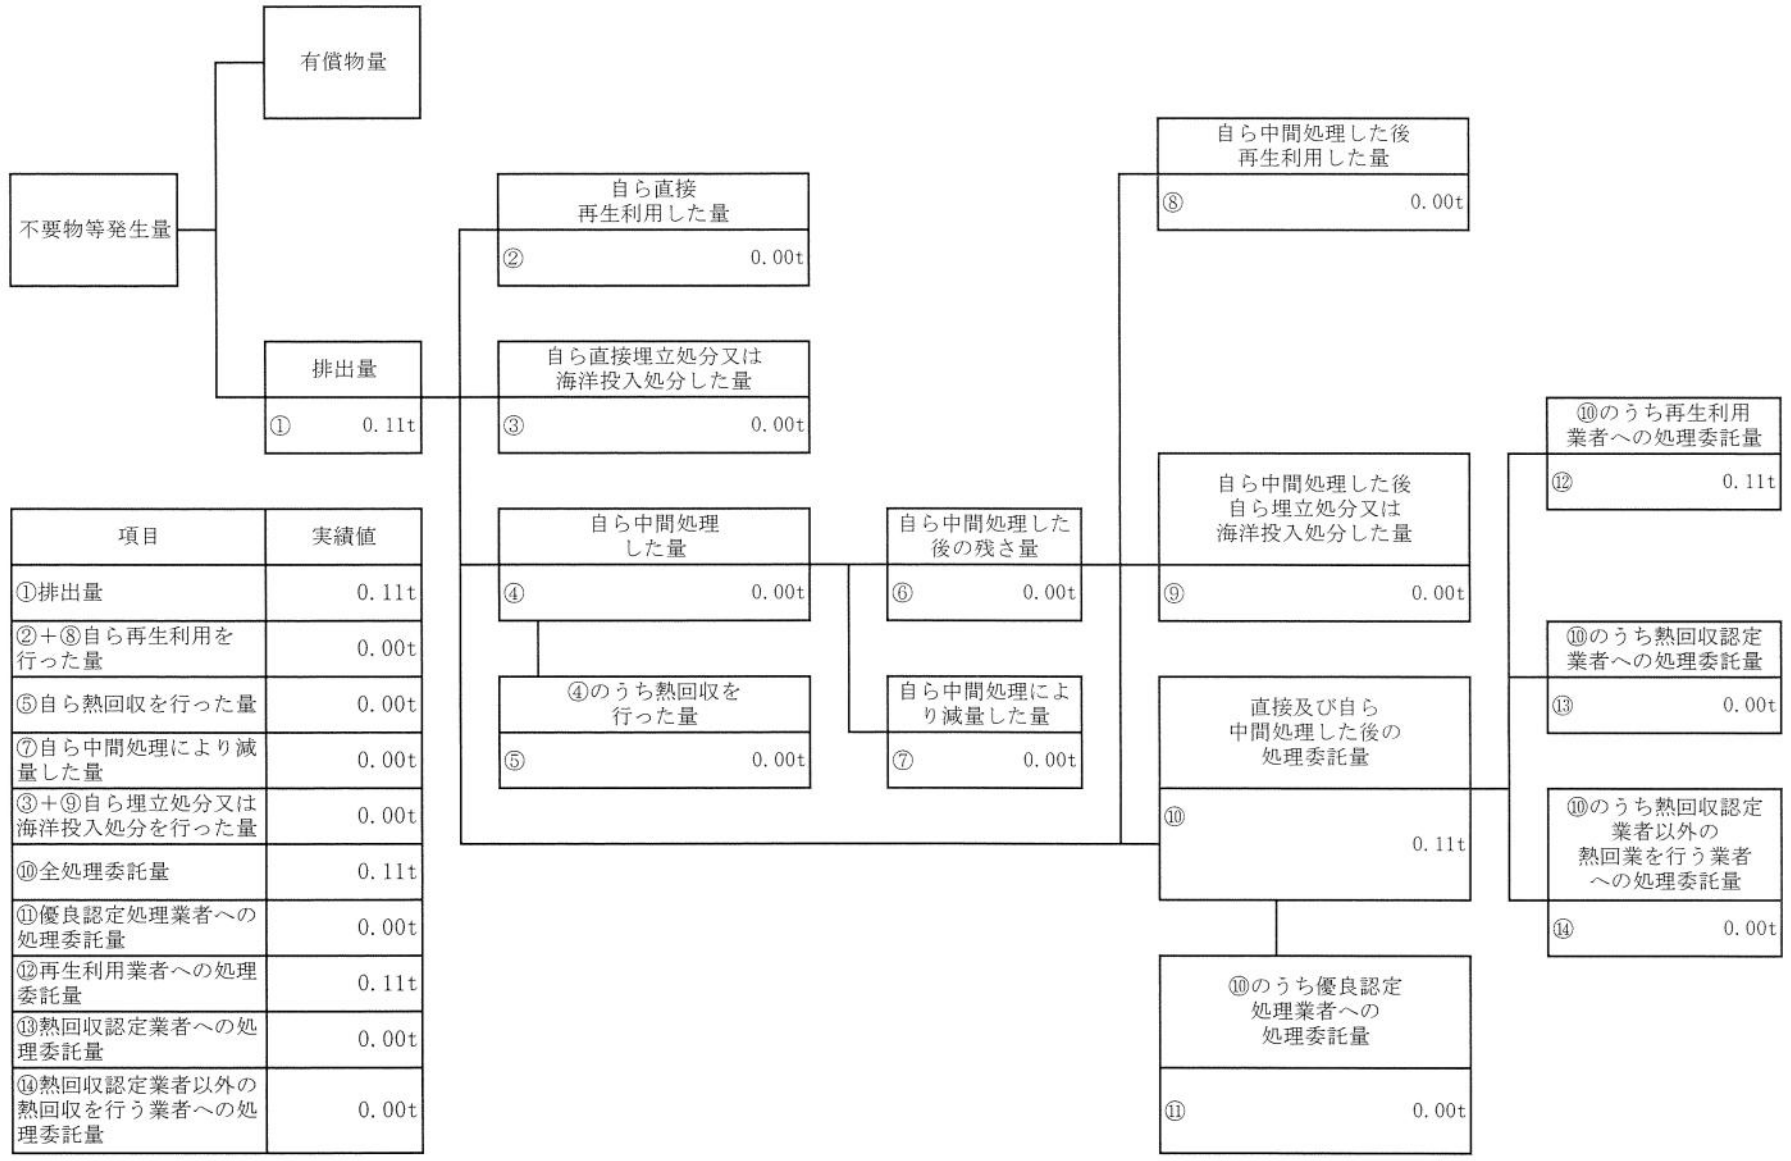 有償物量
不要物等発生量
排出量
① 0.11t
自ら直接
再生利用した量
② 0.00t
自ら直接埋立処分又は
海洋投入処分した量
③ 0.00t
自ら中間処理
した量
④ 0.00t
④のうち熱回収を
行った量
⑤ 0.00t
自ら中間処理した
後の残さ量
⑥ 0.00t
自ら中間処理によ
り減量した量
⑦ 0.00t
自ら中間処理した後
再生利用した量
⑧ 0.00t
自ら中間処理した後
自ら埋立処分又は
海洋投入処分した量
⑨ 0.00t
直接及び自ら
中間処理した後の
処理委託量
⑩
0.11t
⑩のうち優良認定
処理業者への
処理委託量
⑪ 0.00t
⑩のうち再生利用
業者への処理委託量
⑫ 0.11t
⑩のうち熱回収認定
業者への処理委託量
⑬ 0.00t
⑩のうち熱回収認定
業者以外の
熱回業を行う業者
への処理委託量
⑭ 0.00t
項目 実績値
①排出量 0.11t
②+⑧自ら再生利用を
行った量 0.00t
⑤自ら熱回収を行った量 0.00t
⑦自ら中間処理により減
量した量 0.00t
③+⑨自ら埋立処分又は
海洋投入処分を行った量 0.00t
⑩全処理委託量 0.11t
⑪優良認定処理業者への
処理委託量 0.00t
⑫再生利用業者への処理
委託量 0.11t
⑬熱回収認定業者への処
理委託量 0.00t
⑭熱回収認定業者以外の
熱回収を行う業者への処
理委託量 0.00t